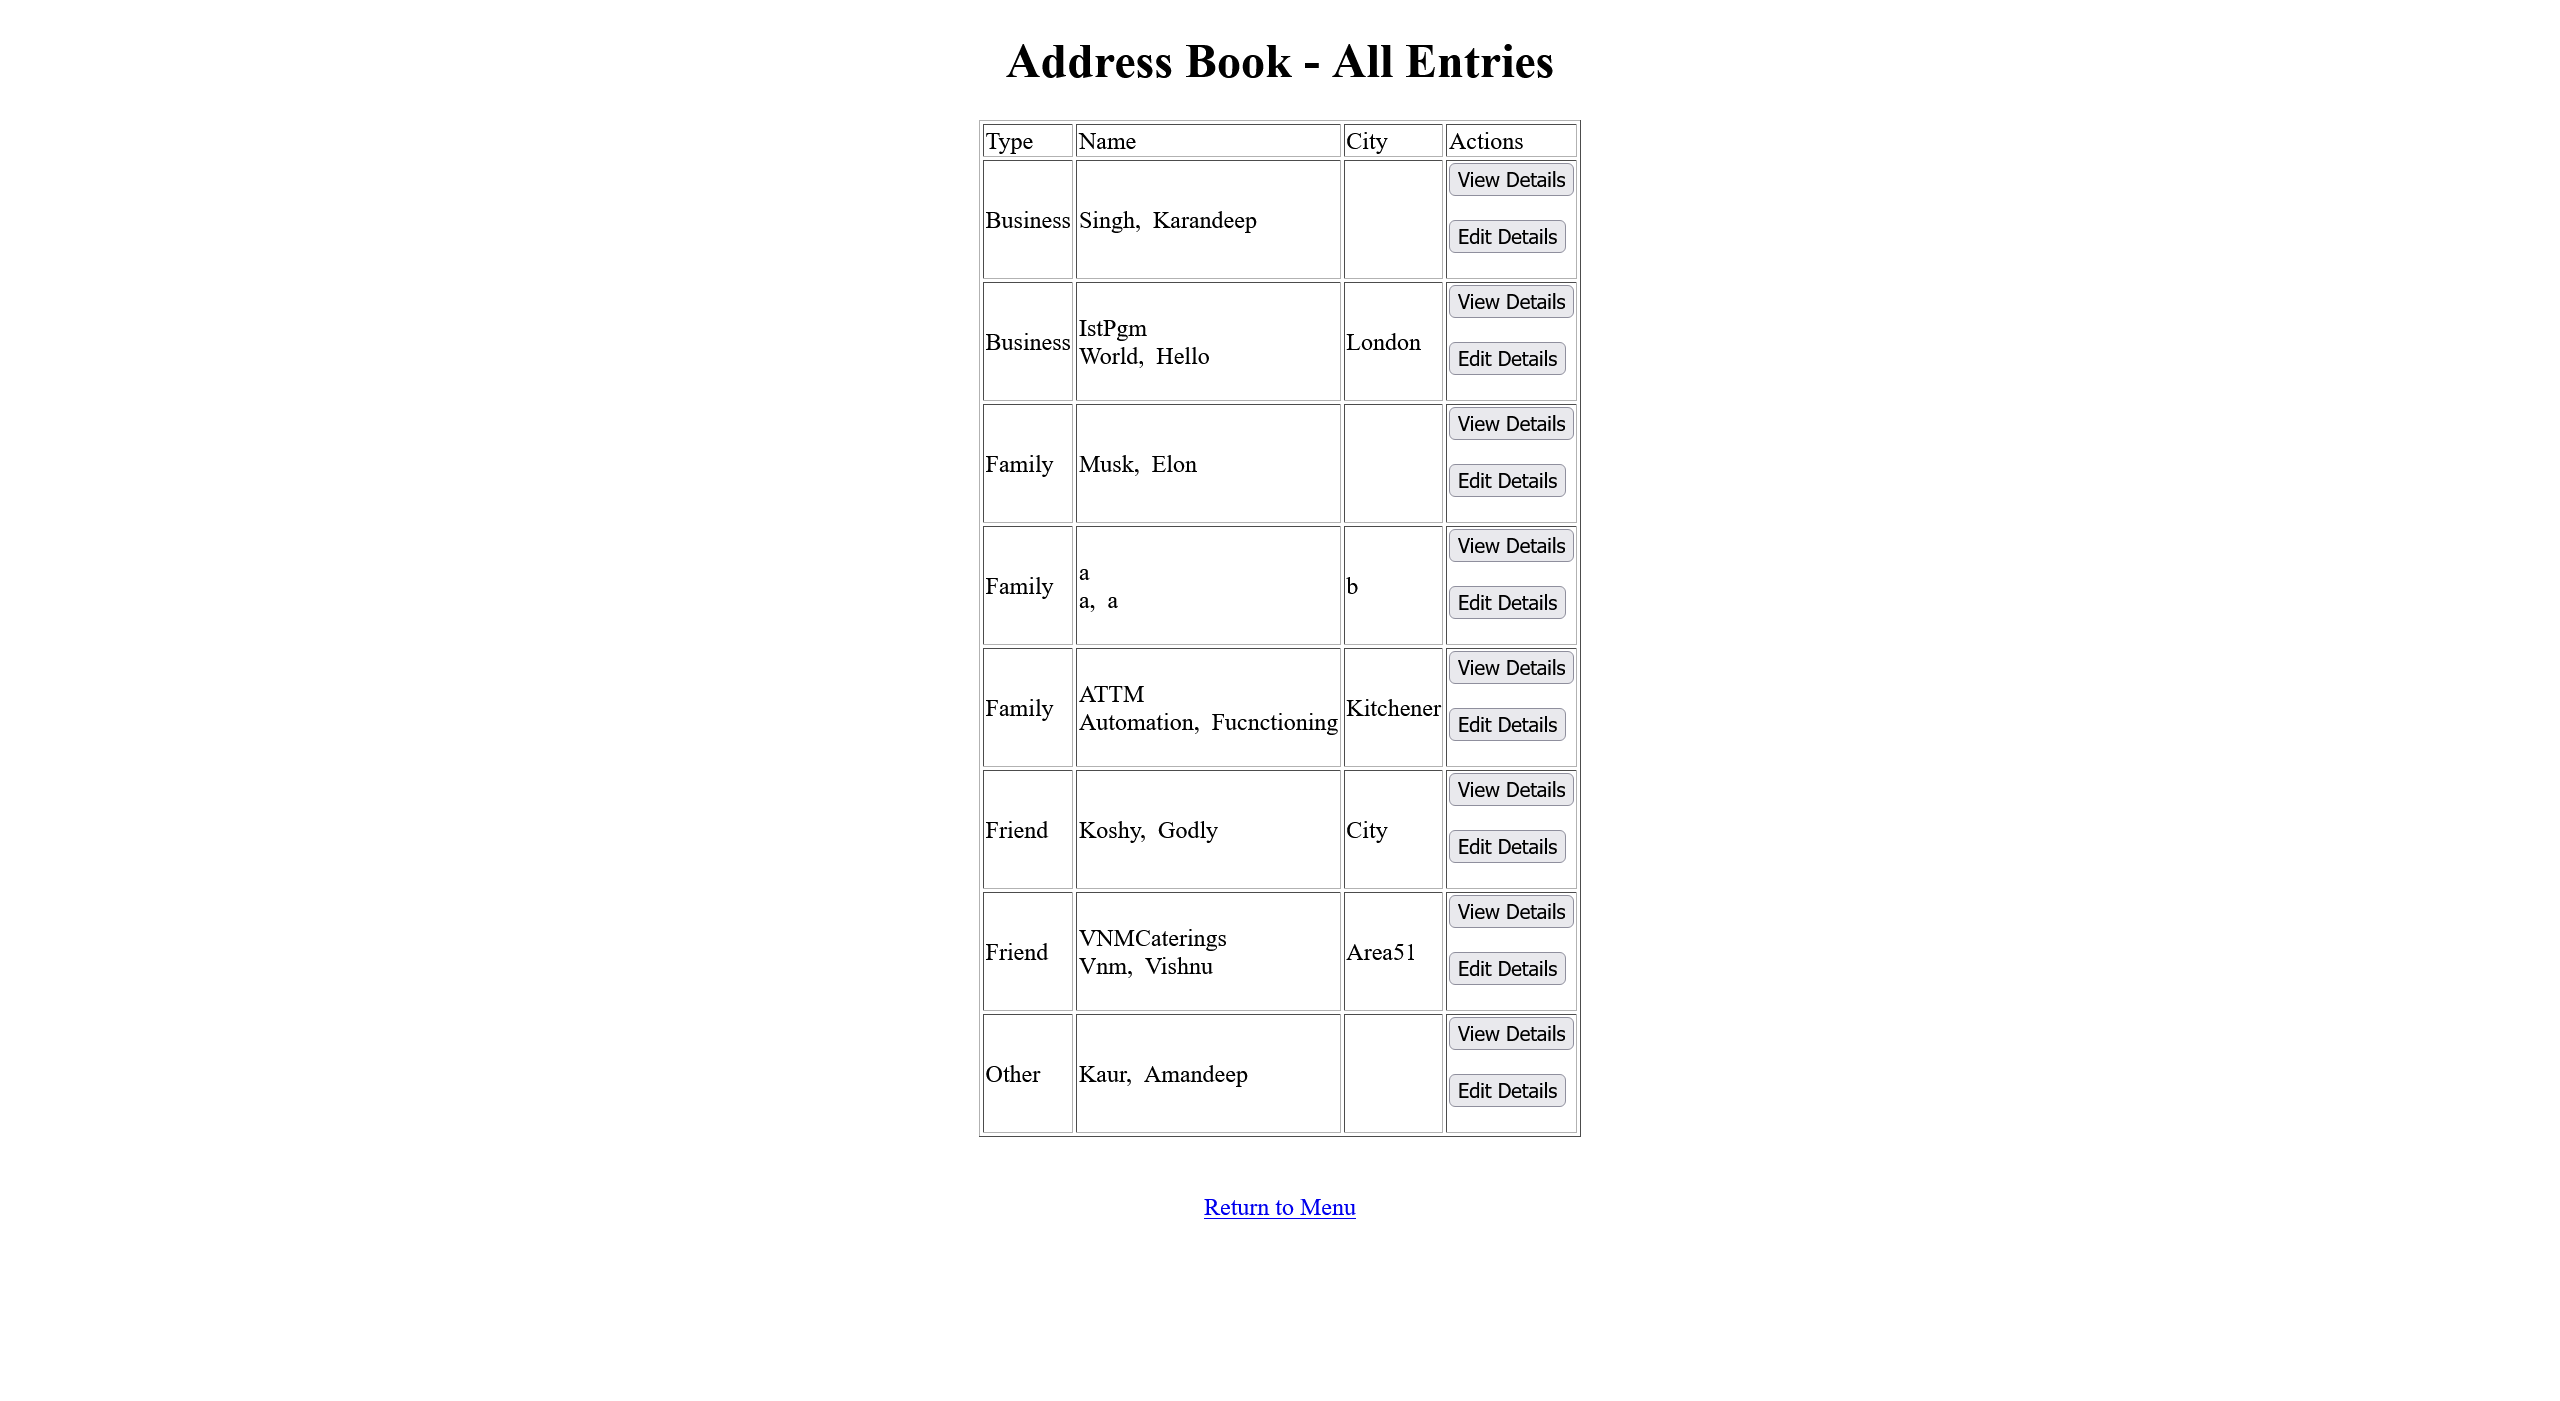 Address Book - All Entries
Type Name City Actions
Business Singh, Karandeep View Details
Edit Details
Business IstPgm
World, Hello London View Details
Edit Details
Family Musk, Elon View Details
Edit Details
Family a
a, a b View Details
Edit Details
Family ATTM
Automation, Fucnctioning Kitchener View Details
Edit Details
Friend Koshy, Godly City View Details
Edit Details
Friend VNMCaterings
Vnm, Vishnu Area51 View Details
Edit Details
Other Kaur, Amandeep View Details
Edit Details
Return to Menu